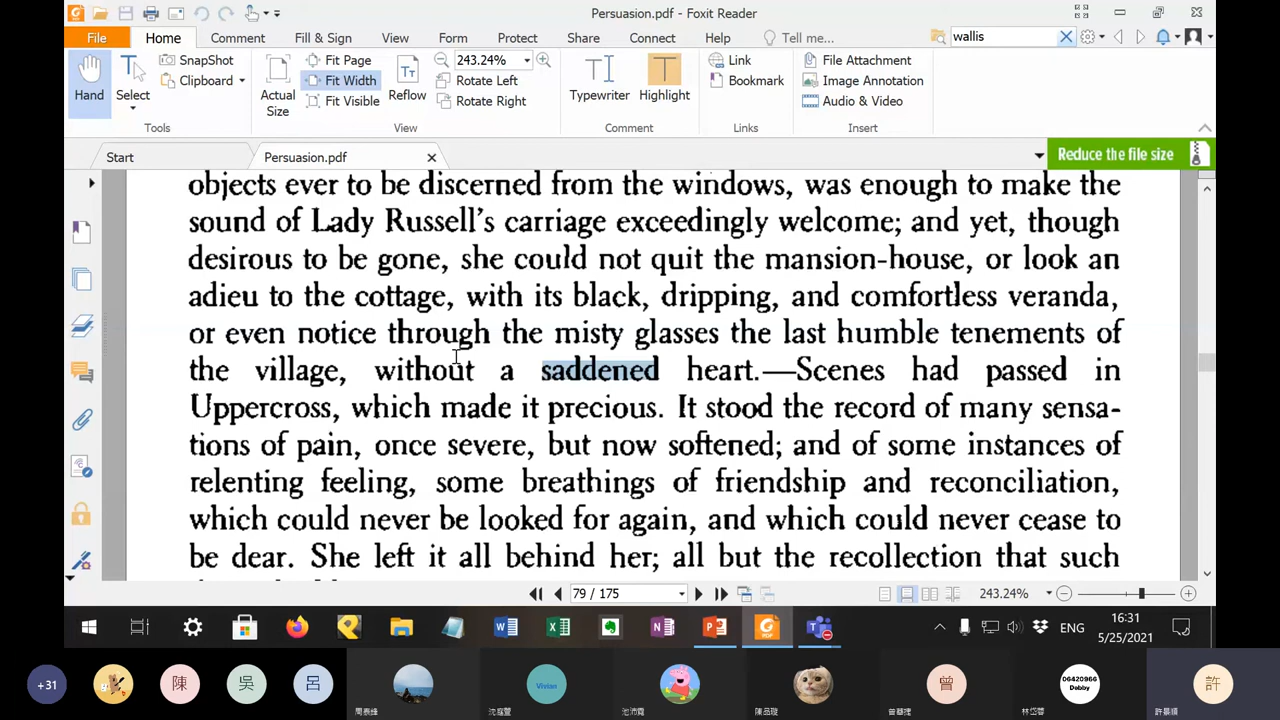 Persuasion.pdf - Foxit Reader
File Home Comment Fill & Sign View Form Protect Share Connect Help Tell me... wallis
Hand
Select
SnapShot
Clipboard
Tools
Actual Size
Fit Page
Fit Width
Fit Visible
Reflow
243.24%
Rotate Left
Rotate Right
View
Typewriter
Highlight
Comment
Link
Bookmark
Links
File Attachment
Image Annotation
Audio & Video
Insert
Start
Persuasion.pdf
Reduce the file size
objects ever to be discerned from the windows, was enough to make the
sound of Lady Russell's carriage exceedingly welcome; and yet, though
desirous to be gone, she could not quit the mansion-house, or look an
adieu to the cottage, with its black, dripping, and comfortless veranda,
or even notice through the misty glasses the last humble tenements of
the village, without a saddened heart.—Scenes had passed in
Uppercross, which made it precious. It stood the record of many sensa-
tions of pain, once severe, but now softened; and of some instances of
relenting feeling, some breathings of friendship and reconciliation,
which could never be looked for again, and which could never cease to
be dear. She left it all behind her; all but the recollection that such
79 / 175
243.24%
ENG
16:31
5/25/2021
+31
陳
吳
呂
Vivian
曾
06420966
Debby
許